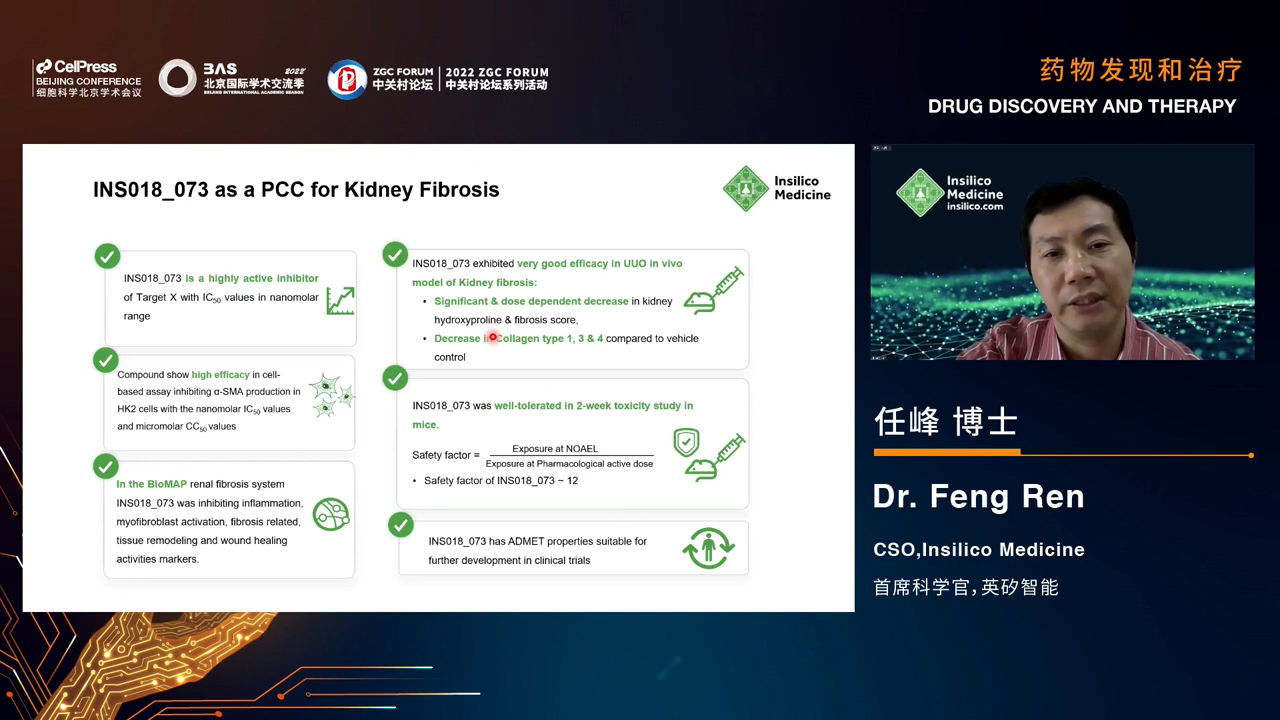 CelPress
BEIJING CONFERENCE
细胞科学北京学术会议
BAS 2022
北京国际学术交流季
BEIJING INTERNATIONAL ACADEMIC SEASON
ZGC FORUM
中关村论坛
2022 ZGC FORUM
中关村论坛系列活动
药物发现和治疗
DRUG DISCOVERY AND THERAPY
INS018_073 as a PCC for Kidney Fibrosis
Insilico
Medicine
INS018_073 is a highly active inhibitor
of Target X with IC50 values in nanomolar
range
Compound show high efficacy in cell-
based assay inhibiting α-SMA production in
HK2 cells with the nanomolar IC50 values
and micromolar CC50 values
In the BioMAP renal fibrosis system
INS018_073 was inhibiting inflammation,
myofibroblast activation, fibrosis related,
tissue remodeling and wound healing
activities markers.
INS018_073 exhibited very good efficacy in UUO in vivo
model of Kidney fibrosis:
• Significant & dose dependent decrease in kidney
hydroxyproline & fibrosis score,
• Decrease in Collagen type 1, 3 & 4 compared to vehicle
control
INS018_073 was well-tolerated in 2-week toxicity study in
mice.
Safety factor = Exposure at NOAEL
Exposure at Pharmacological active dose
• Safety factor of INS018_073 ~ 12
INS018_073 has ADMET properties suitable for
further development in clinical trials
Insilico
Medicine
insilico.com
任峰 博士
Dr. Feng Ren
CSO,Insilico Medicine
首席科学官,英矽智能